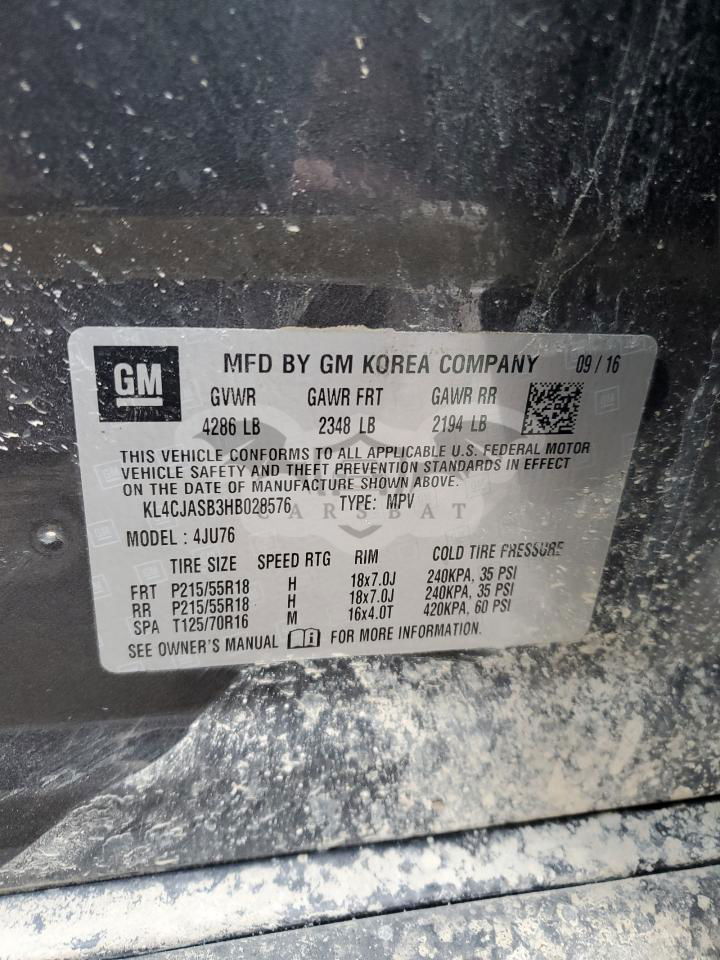 GM
MFD BY GM KOREA COMPANY 09 / 16
GVWR GAWR FRT GAWR RR
4286 LB 2348 LB 2194 LB
THIS VEHICLE CONFORMS TO ALL APPLICABLE U.S. FEDERAL MOTOR
VEHICLE SAFETY AND THEFT PREVENTION STANDARDS IN EFFECT
ON THE DATE OF MANUFACTURE SHOWN ABOVE.
KL4CJASB3HB028576 TYPE: MPV
CARSBAT
MODEL : 4JU76
TIRE SIZE SPEED RTG RIM COLD TIRE PRESSURE
FRT P215/55R18 H 18x7.0J 240KPA, 35 PSI
RR P215/55R18 H 18x7.0J 240KPA, 35 PSI
SPA T125/70R16 M 16x4.0T 420KPA, 60 PSI
SEE OWNER'S MANUAL FOR MORE INFORMATION.